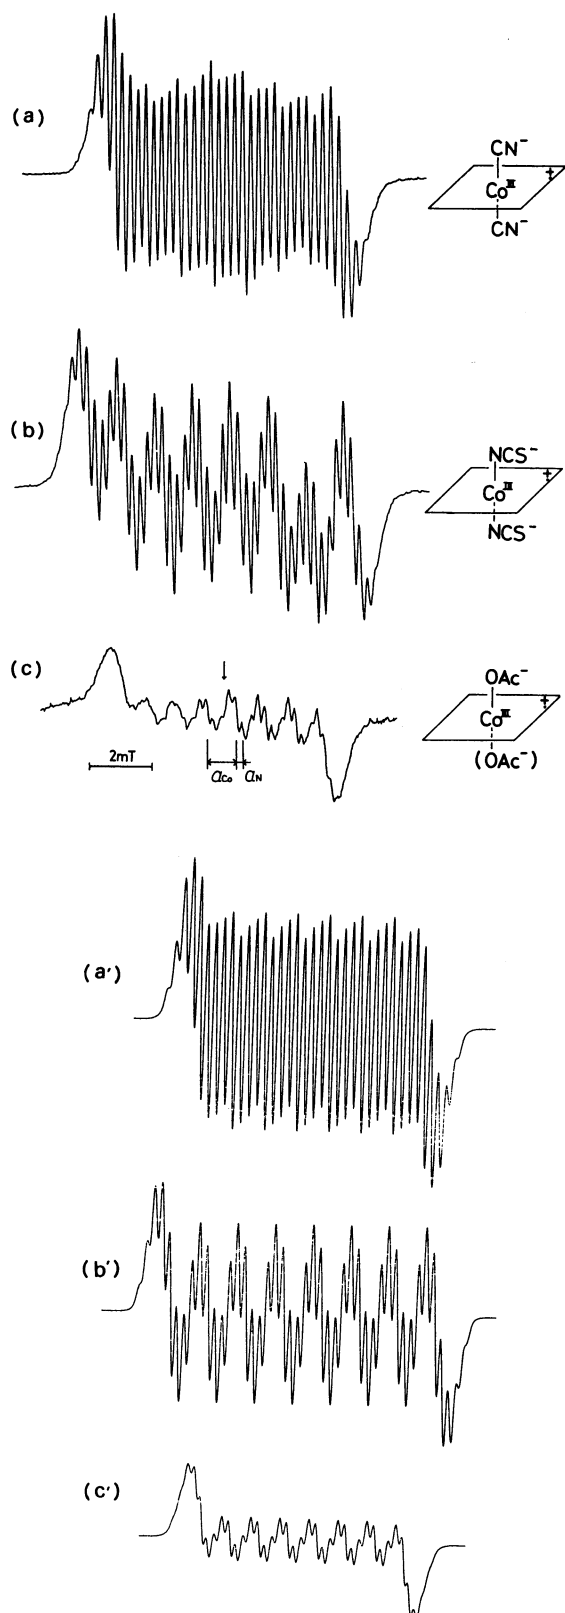 (a)
CN⁻
Co^III
+
CN⁻
(b)
NCS⁻
Co^III
+
NCS⁻
(c)
OAc⁻
Co^III
+
(OAc⁻)
2mT
a_Co
a_N
(a′)
(b′)
(c′)